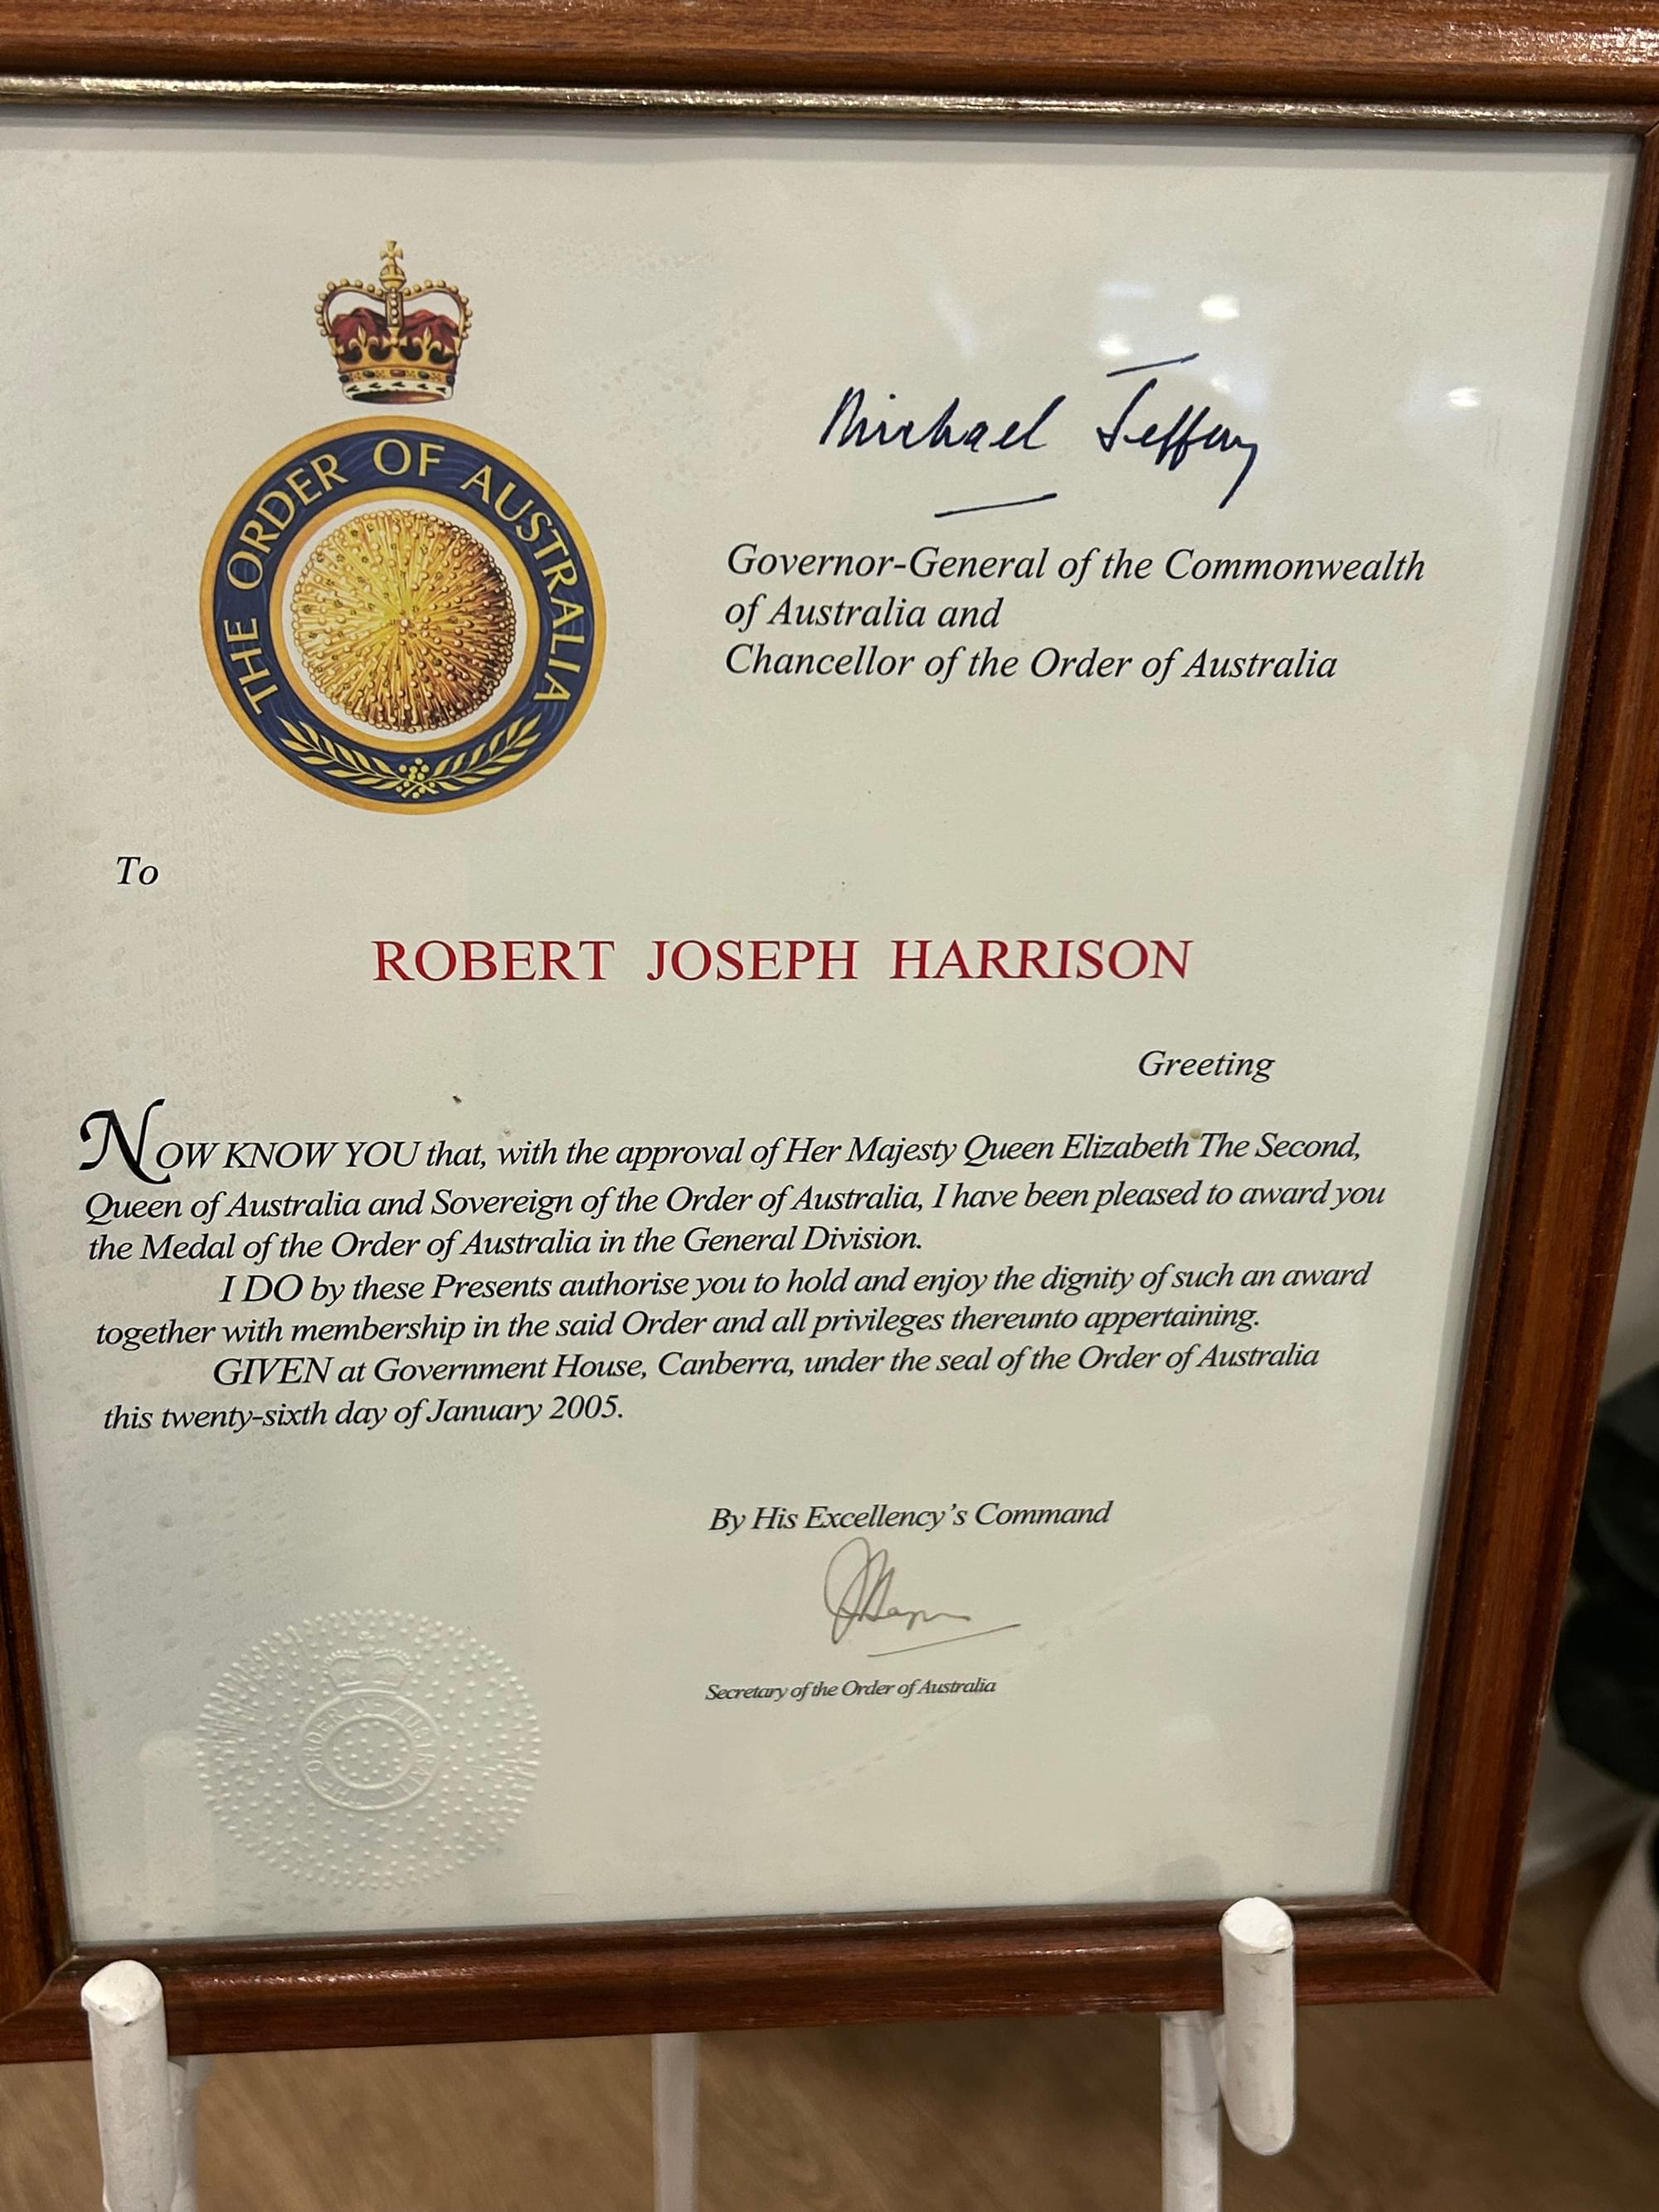 THE ORDER OF AUSTRALIA
Michael Jeffery
Governor-General of the Commonwealth
of Australia and
Chancellor of the Order of Australia
To
ROBERT JOSEPH HARRISON
Greeting
NOW KNOW YOU that, with the approval of Her Majesty Queen Elizabeth The Second,
Queen of Australia and Sovereign of the Order of Australia, I have been pleased to award you
the Medal of the Order of Australia in the General Division.
I DO by these Presents authorise you to hold and enjoy the dignity of such an award
together with membership in the said Order and all privileges thereunto appertaining.
GIVEN at Government House, Canberra, under the seal of the Order of Australia
this twenty-sixth day of January 2005.
By His Excellency's Command
Secretary of the Order of Australia
THE ORDER OF AUSTRALIA